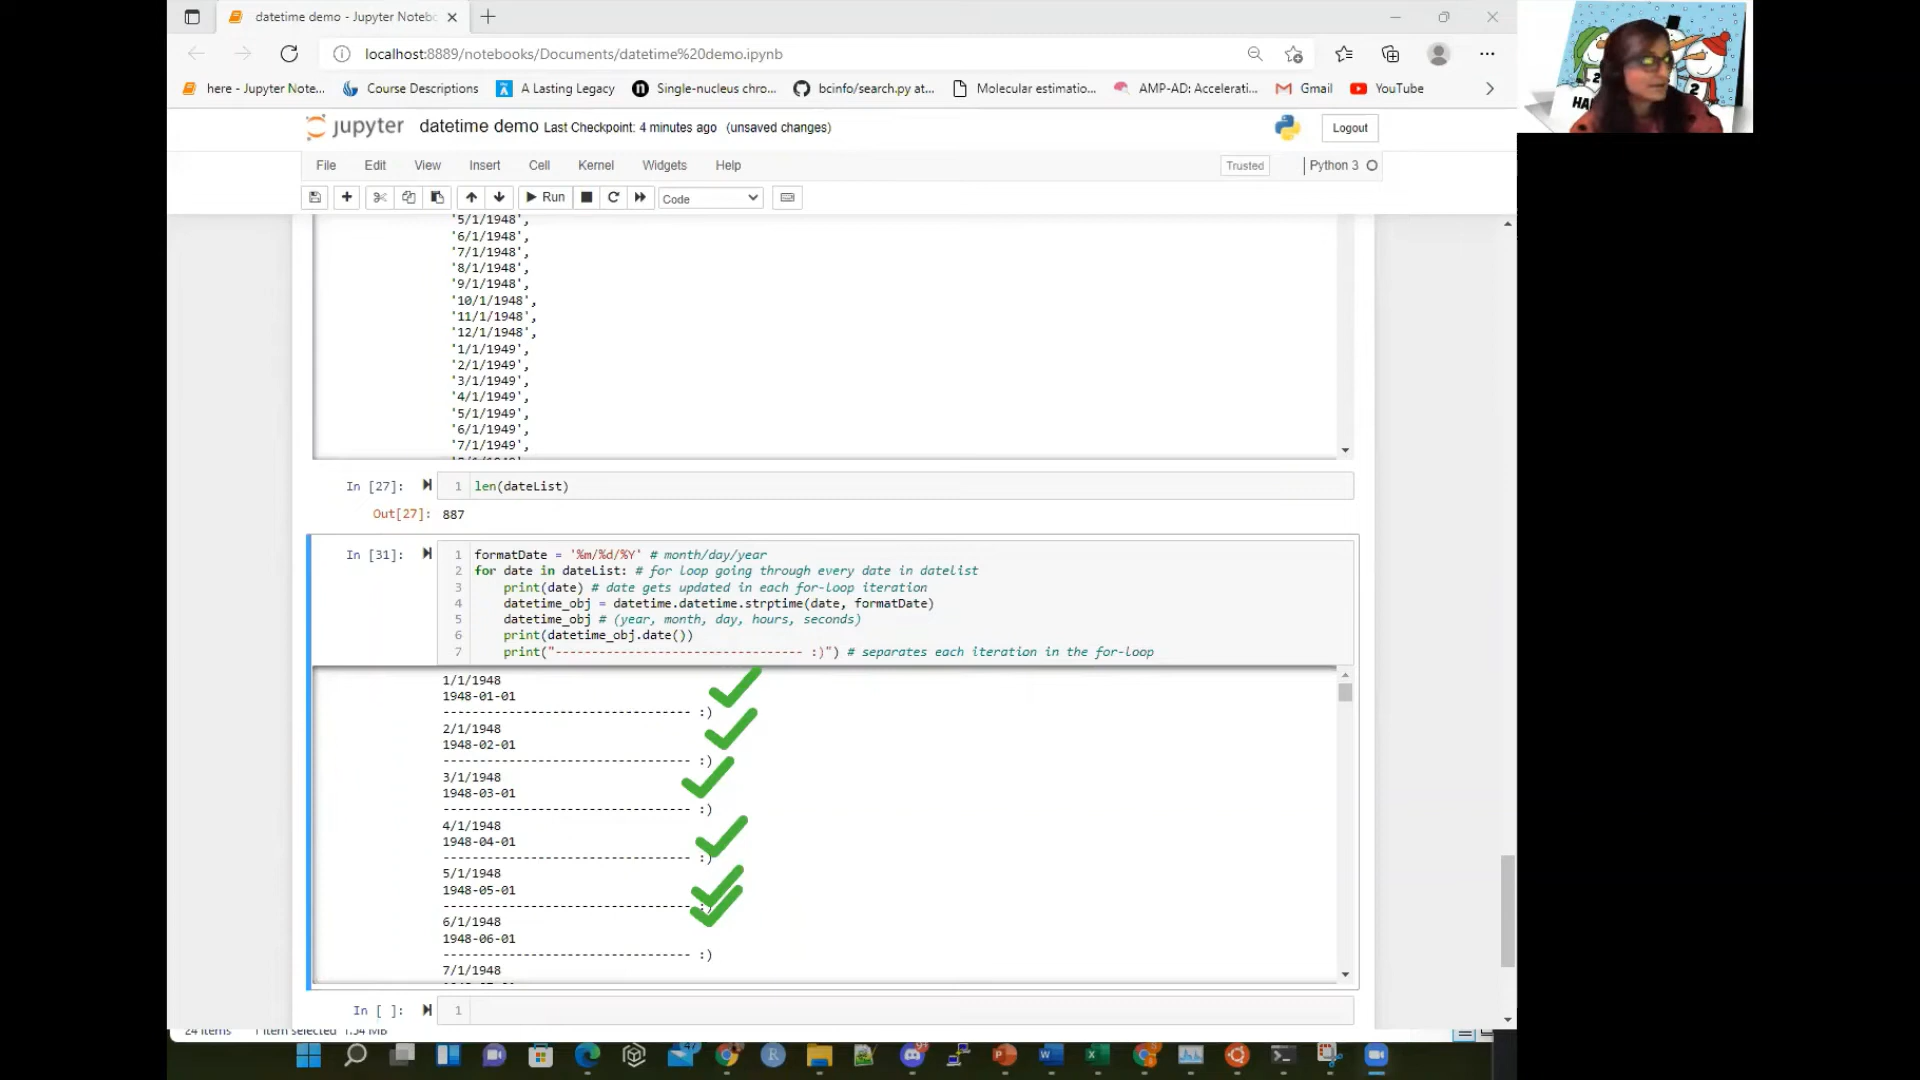 datetime demo - Jupyter Noteb
localhost:8889/notebooks/Documents/datetime%20demo.ipynb
here - Jupyter Note... Course Descriptions A Lasting Legacy Single-nucleus chro... bcinfo/search.py at... Molecular estimatio... AMP-AD: Accelerati... Gmail YouTube
jupyter datetime demo Last Checkpoint: 4 minutes ago (unsaved changes) Logout
File Edit View Insert Cell Kernel Widgets Help Trusted Python 3
Run Code
'5/1/1948',
'6/1/1948',
'7/1/1948',
'8/1/1948',
'9/1/1948',
'10/1/1948',
'11/1/1948',
'12/1/1948',
'1/1/1949',
'2/1/1949',
'3/1/1949',
'4/1/1949',
'5/1/1949',
'6/1/1949',
'7/1/1949',
In [27]: 1 len(dateList)
Out[27]: 887
In [31]: 1 formatDate = '%m/%d/%Y' # month/day/year
2 for date in dateList: # for loop going through every date in datelist
3 print(date) # date gets updated in each for-loop iteration
4 datetime_obj = datetime.datetime.strptime(date, formatDate)
5 datetime_obj # (year, month, day, hours, seconds)
6 print(datetime_obj.date())
7 print("---------------------------------- :)") # separates each iteration in the for-loop
1/1/1948
1948-01-01
---------------------------------- :)
2/1/1948
1948-02-01
---------------------------------- :)
3/1/1948
1948-03-01
---------------------------------- :)
4/1/1948
1948-04-01
---------------------------------- :)
5/1/1948
1948-05-01
----------------------------------
6/1/1948
1948-06-01
---------------------------------- :)
7/1/1948
In [ ]: 1
24 items 1 item selected 1.54 MB